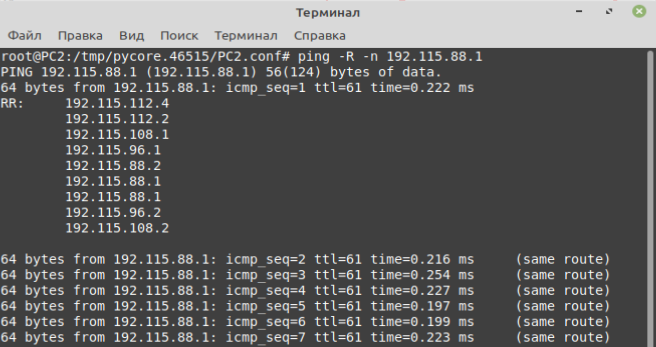 Терминал
Файл Правка Вид Поиск Терминал Справка
root@PC2:/tmp/pycore.46515/PC2.conf# ping -R -n 192.115.88.1
PING 192.115.88.1 (192.115.88.1) 56(124) bytes of data.
64 bytes from 192.115.88.1: icmp_seq=1 ttl=61 time=0.222 ms
RR: 192.115.112.4
192.115.112.2
192.115.108.1
192.115.96.1
192.115.88.2
192.115.88.1
192.115.88.1
192.115.96.2
192.115.108.2
64 bytes from 192.115.88.1: icmp_seq=2 ttl=61 time=0.216 ms (same route)
64 bytes from 192.115.88.1: icmp_seq=3 ttl=61 time=0.254 ms (same route)
64 bytes from 192.115.88.1: icmp_seq=4 ttl=61 time=0.227 ms (same route)
64 bytes from 192.115.88.1: icmp_seq=5 ttl=61 time=0.197 ms (same route)
64 bytes from 192.115.88.1: icmp_seq=6 ttl=61 time=0.199 ms (same route)
64 bytes from 192.115.88.1: icmp_seq=7 ttl=61 time=0.223 ms (same route)